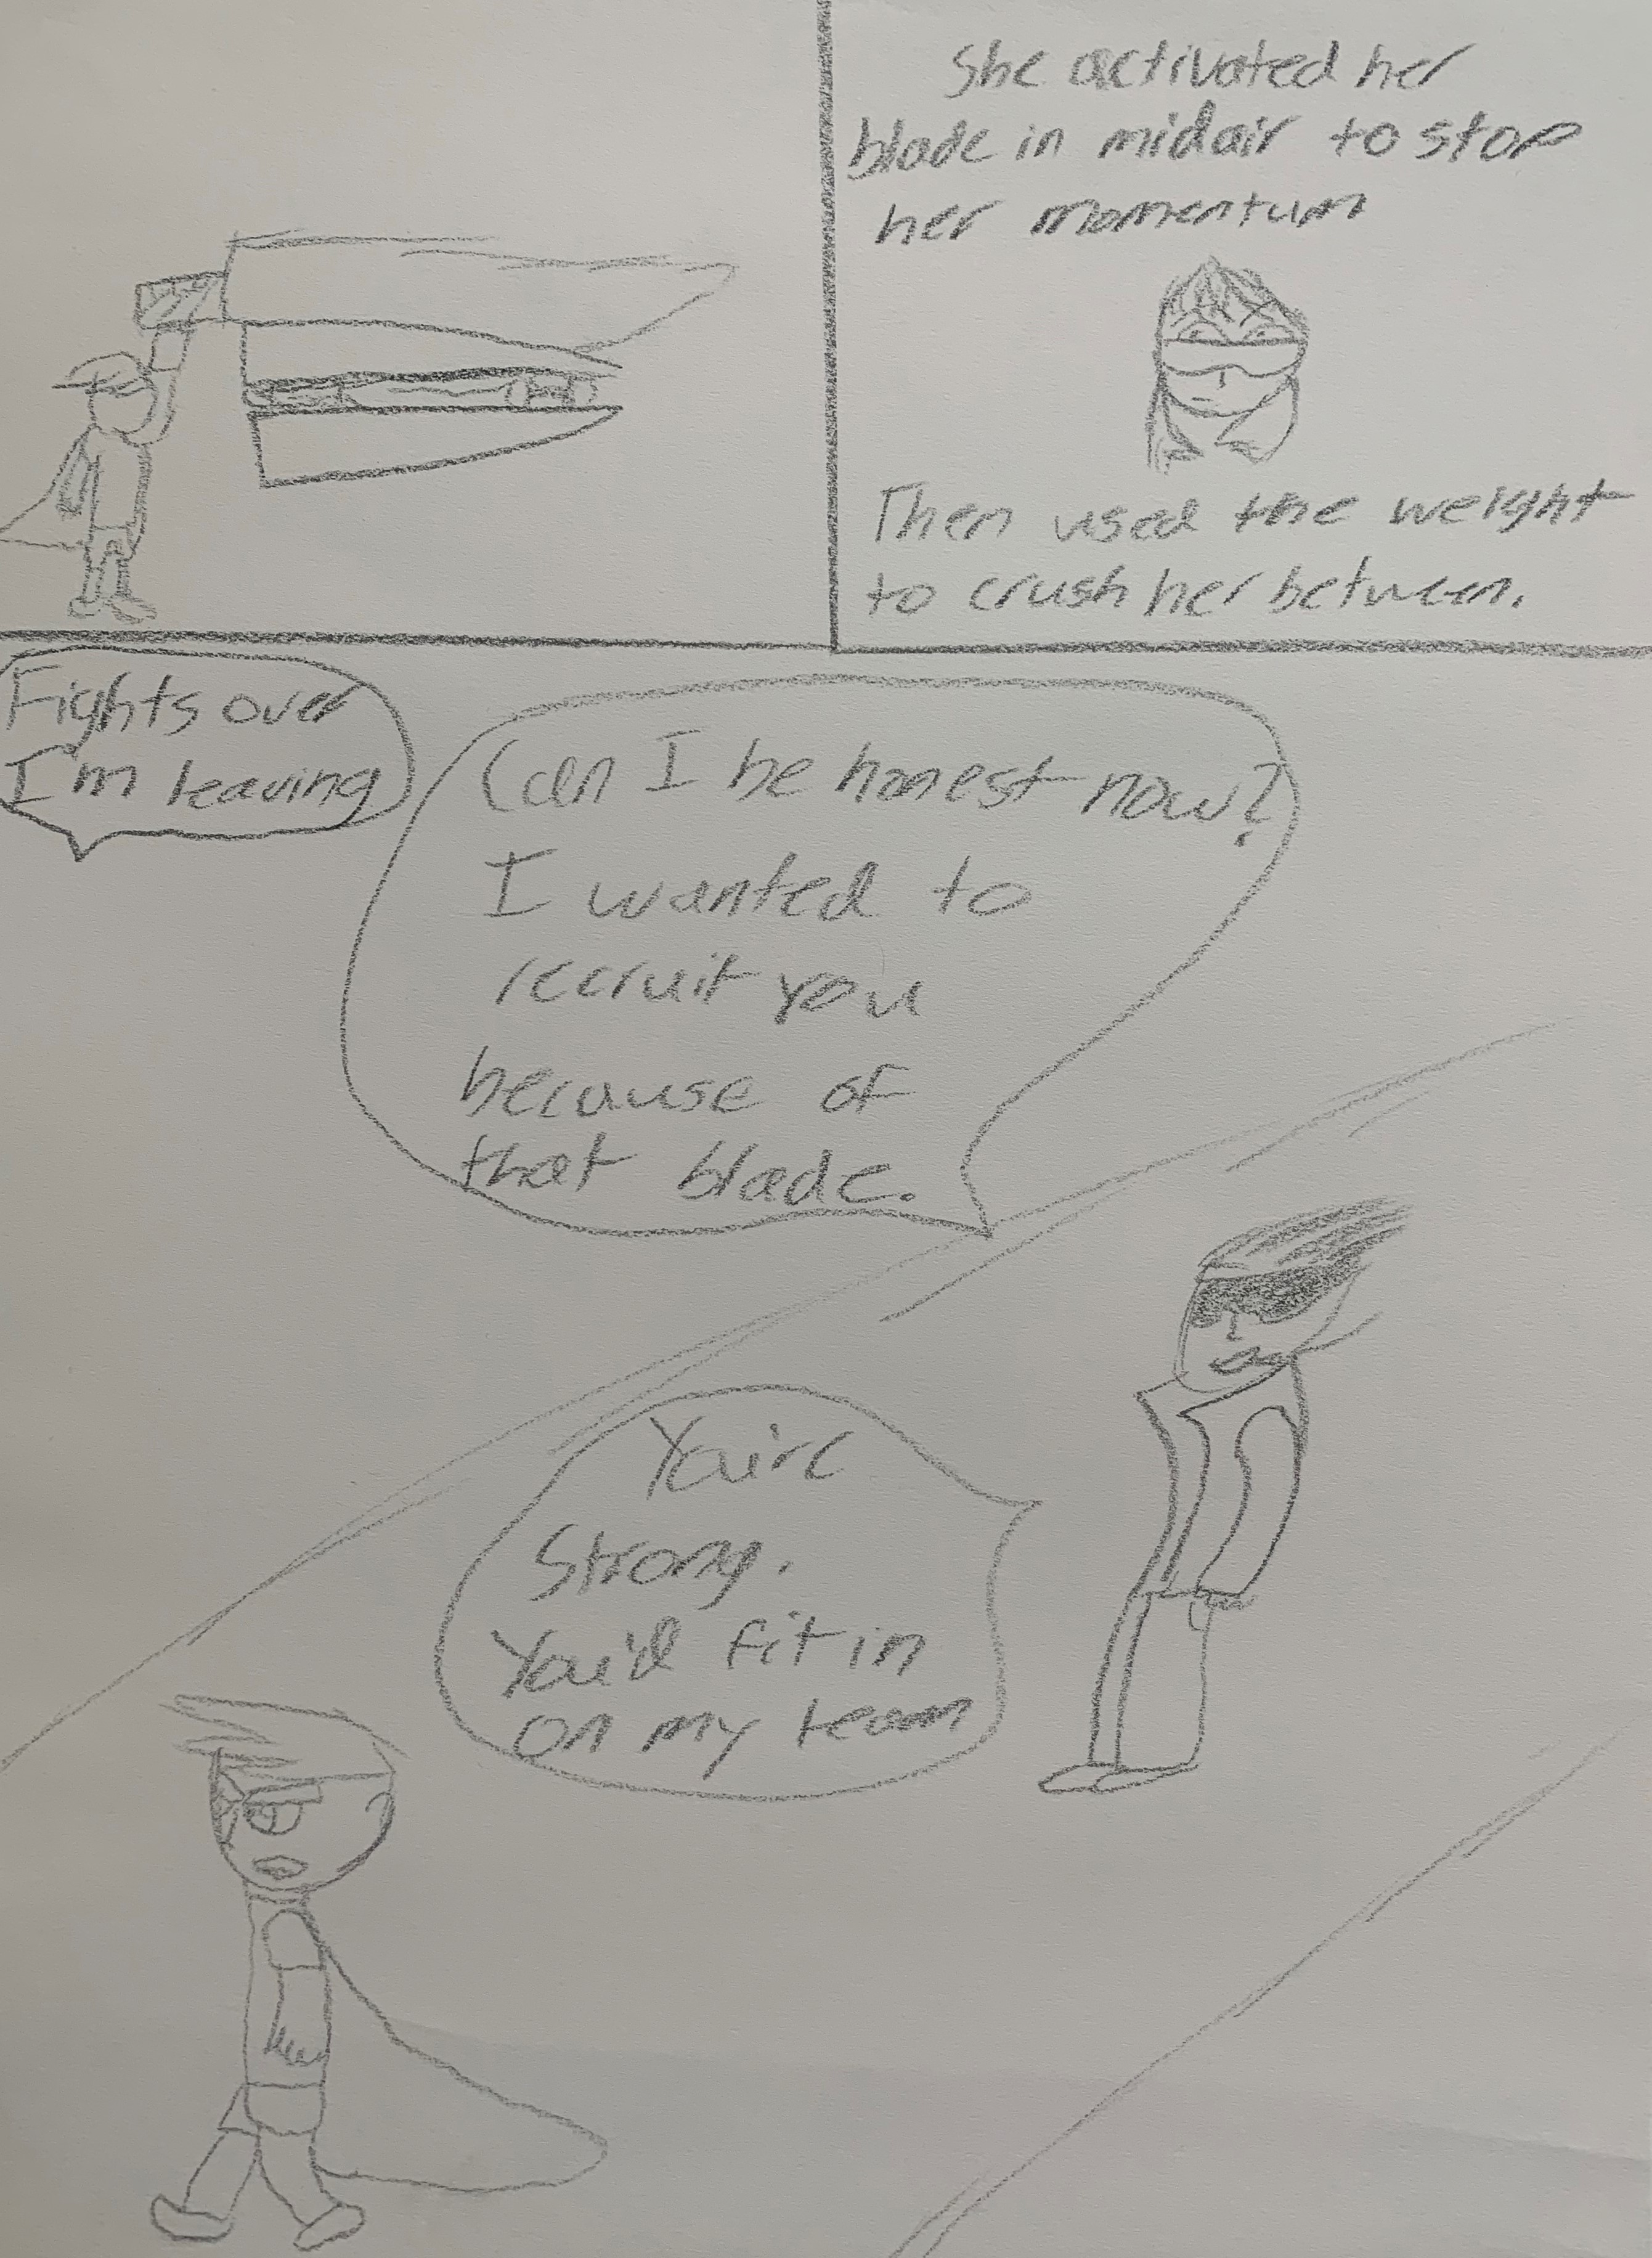 She activated her
blade in midair to stop
her momentum
Then used the weight
to crush her between.
Fights over
I'm leaving
Can I be honest now?
I wanted to
recruit you
because of
that blade.
You're
Strong.
You'd fit in
on my team